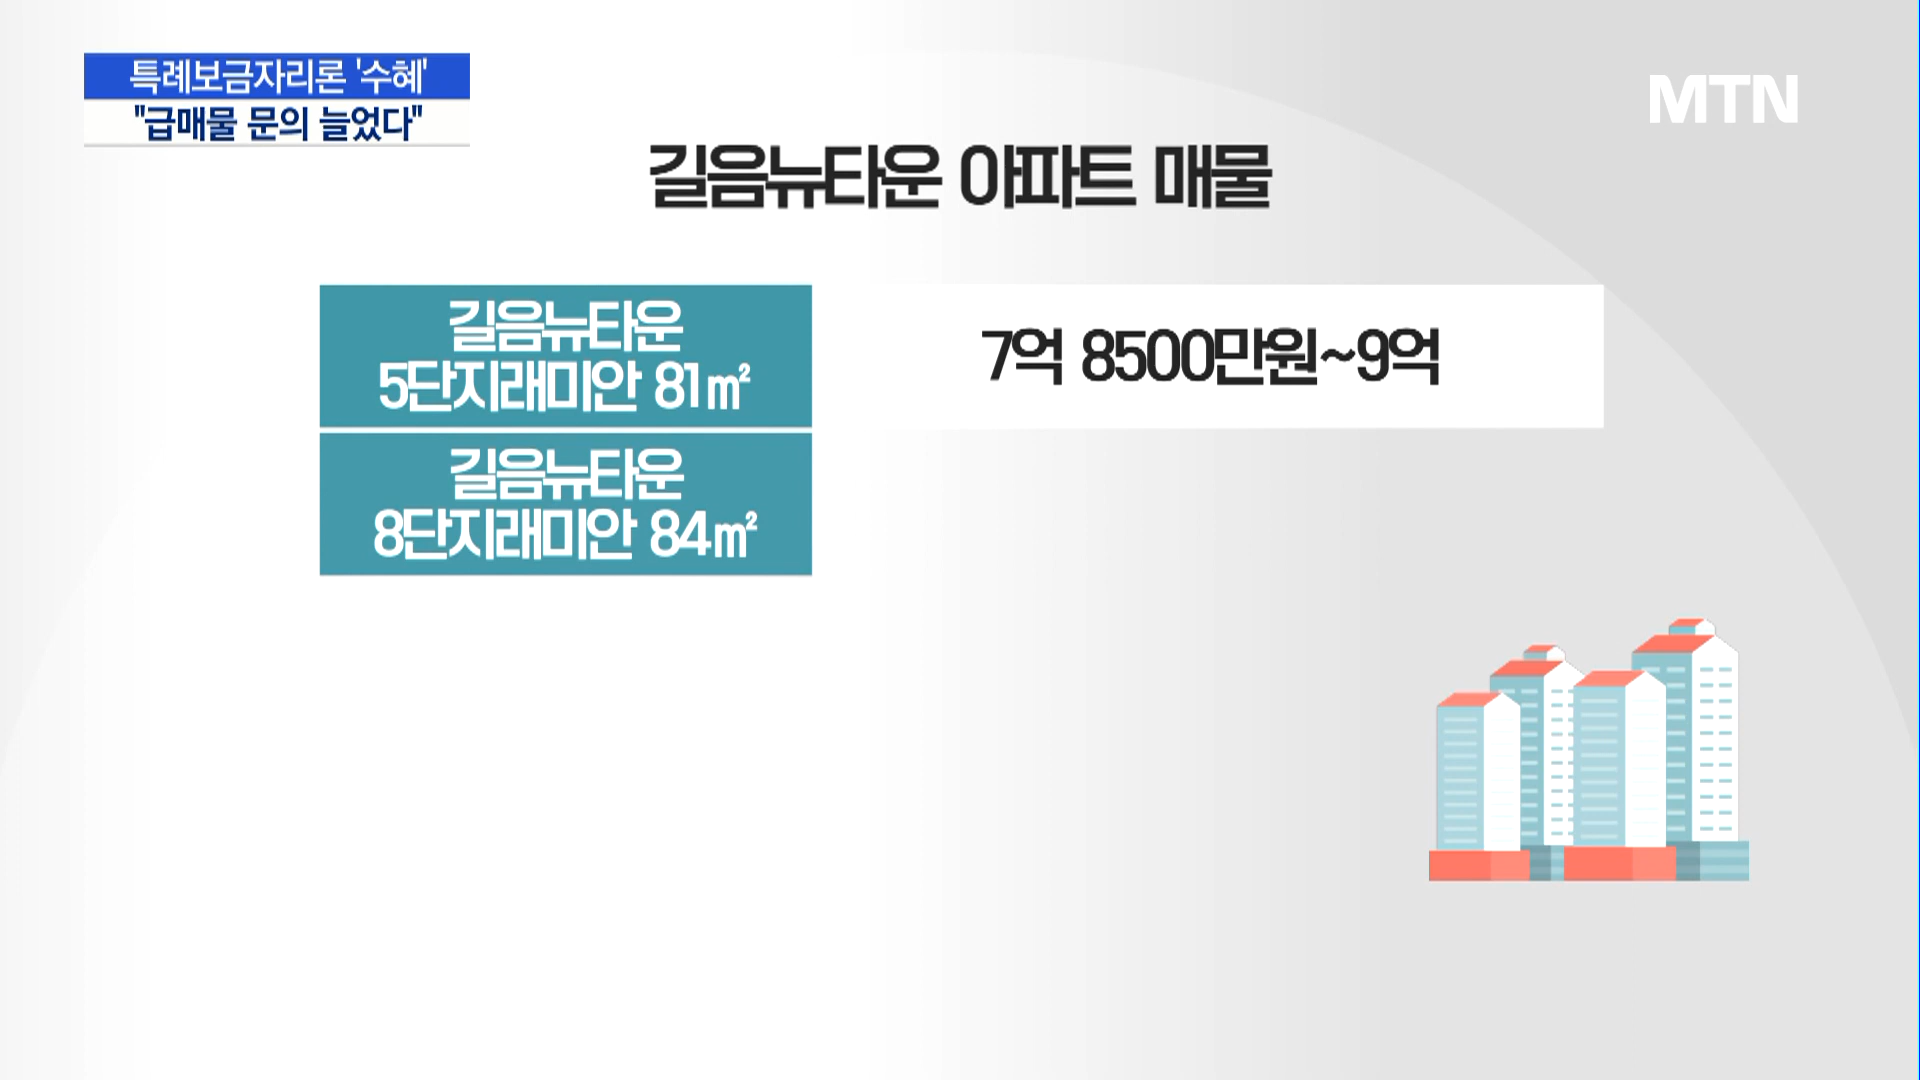 특례보금자리론 '수혜'
"급매물 문의 늘었다"
MTN
길음뉴타운 아파트 매물
길음뉴타운
5단지래미안 81㎡
7억 8500만원~9억
길음뉴타운
8단지래미안 84㎡